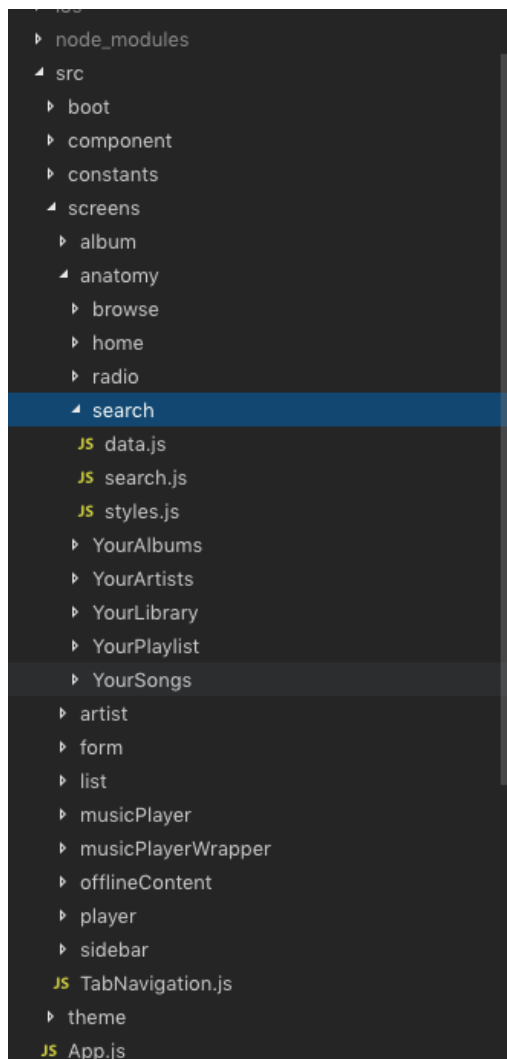 node_modules
src
boot
component
constants
screens
album
anatomy
browse
home
radio
search
JS data.js
JS search.js
JS styles.js
YourAlbums
YourArtists
YourLibrary
YourPlaylist
YourSongs
artist
form
list
musicPlayer
musicPlayerWrapper
offlineContent
player
sidebar
JS TabNavigation.js
theme
JS App.js